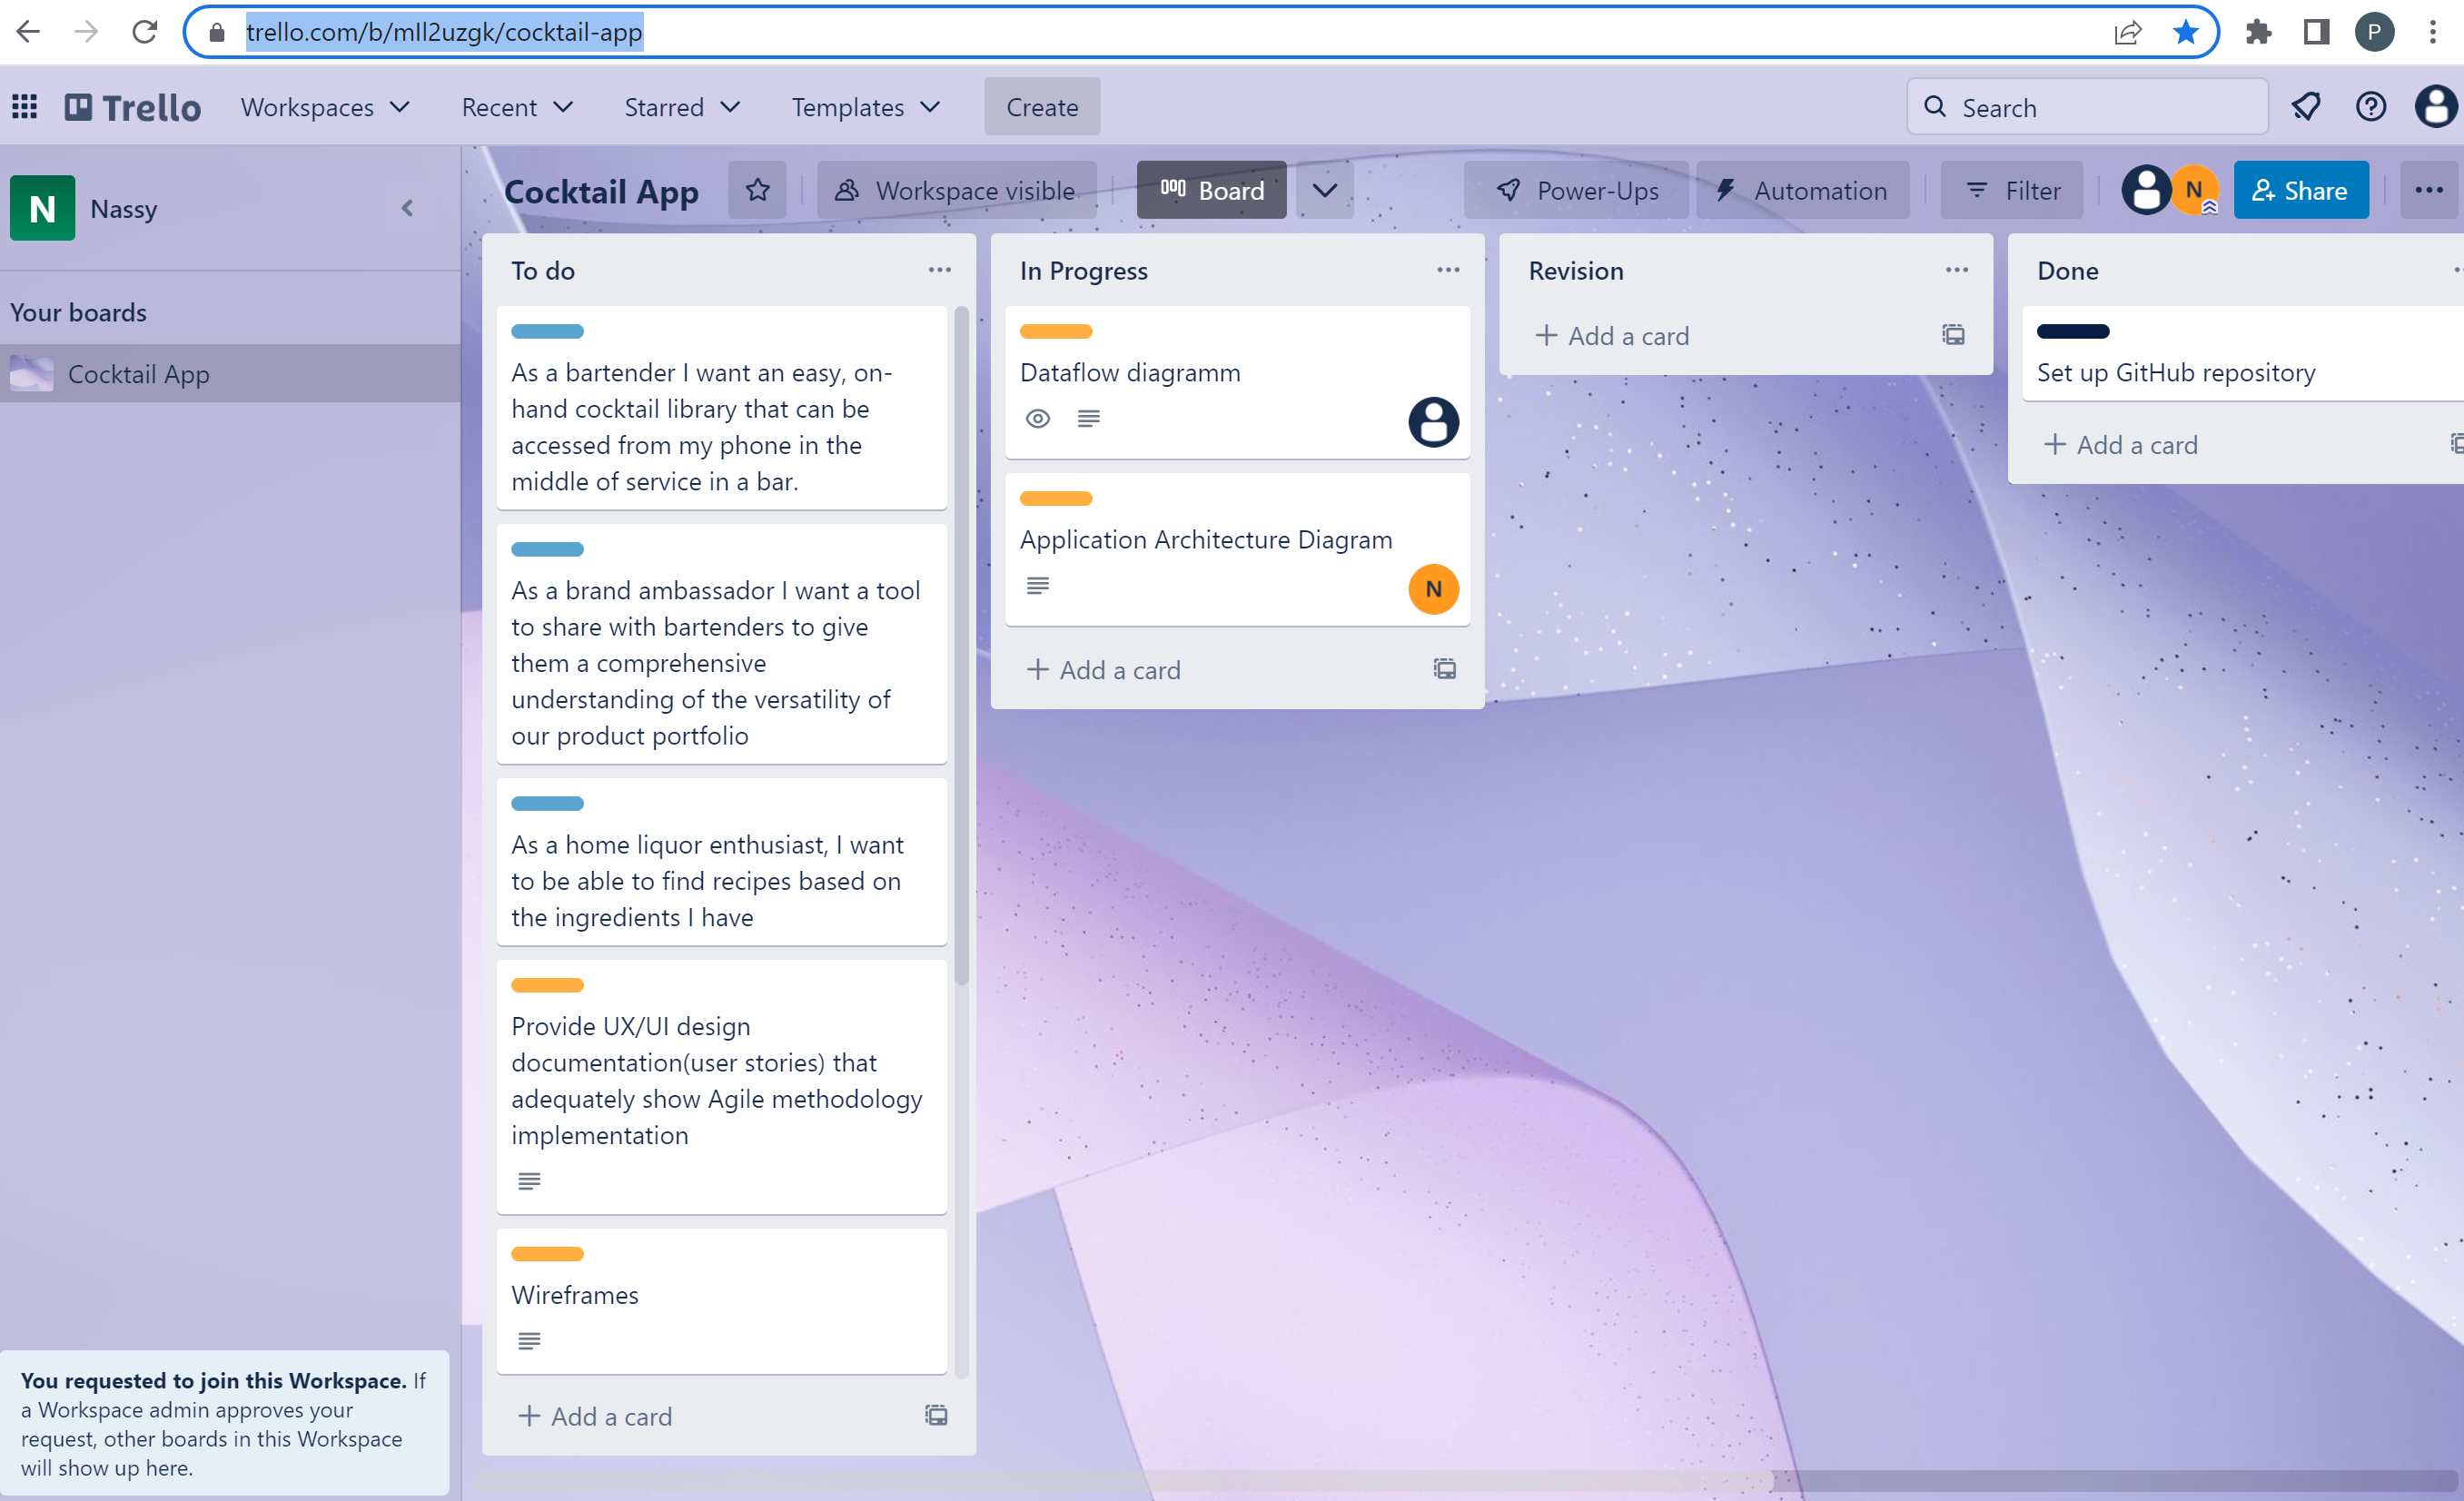 trello.com/b/mIl2uzgk/cocktail-app
P
Trello
Workspaces
Recent
Starred
Templates
Create
Search
N
Nassy
Cocktail App
Workspace visible
Board
Power-Ups
Automation
Filter
N
Share
Your boards
Cocktail App
To do
As a bartender I want an easy, on-
hand cocktail library that can be
accessed from my phone in the
middle of service in a bar.
As a brand ambassador I want a tool
to share with bartenders to give
them a comprehensive
understanding of the versatility of
our product portfolio
As a home liquor enthusiast, I want
to be able to find recipes based on
the ingredients I have
Provide UX/UI design
documentation(user stories) that
adequately show Agile methodology
implementation
Wireframes
Add a card
In Progress
Dataflow diagramm
Application Architecture Diagram
N
Add a card
Revision
Add a card
Done
Set up GitHub repository
Add a card
You requested to join this Workspace. If
a Workspace admin approves your
request, other boards in this Workspace
will show up here.